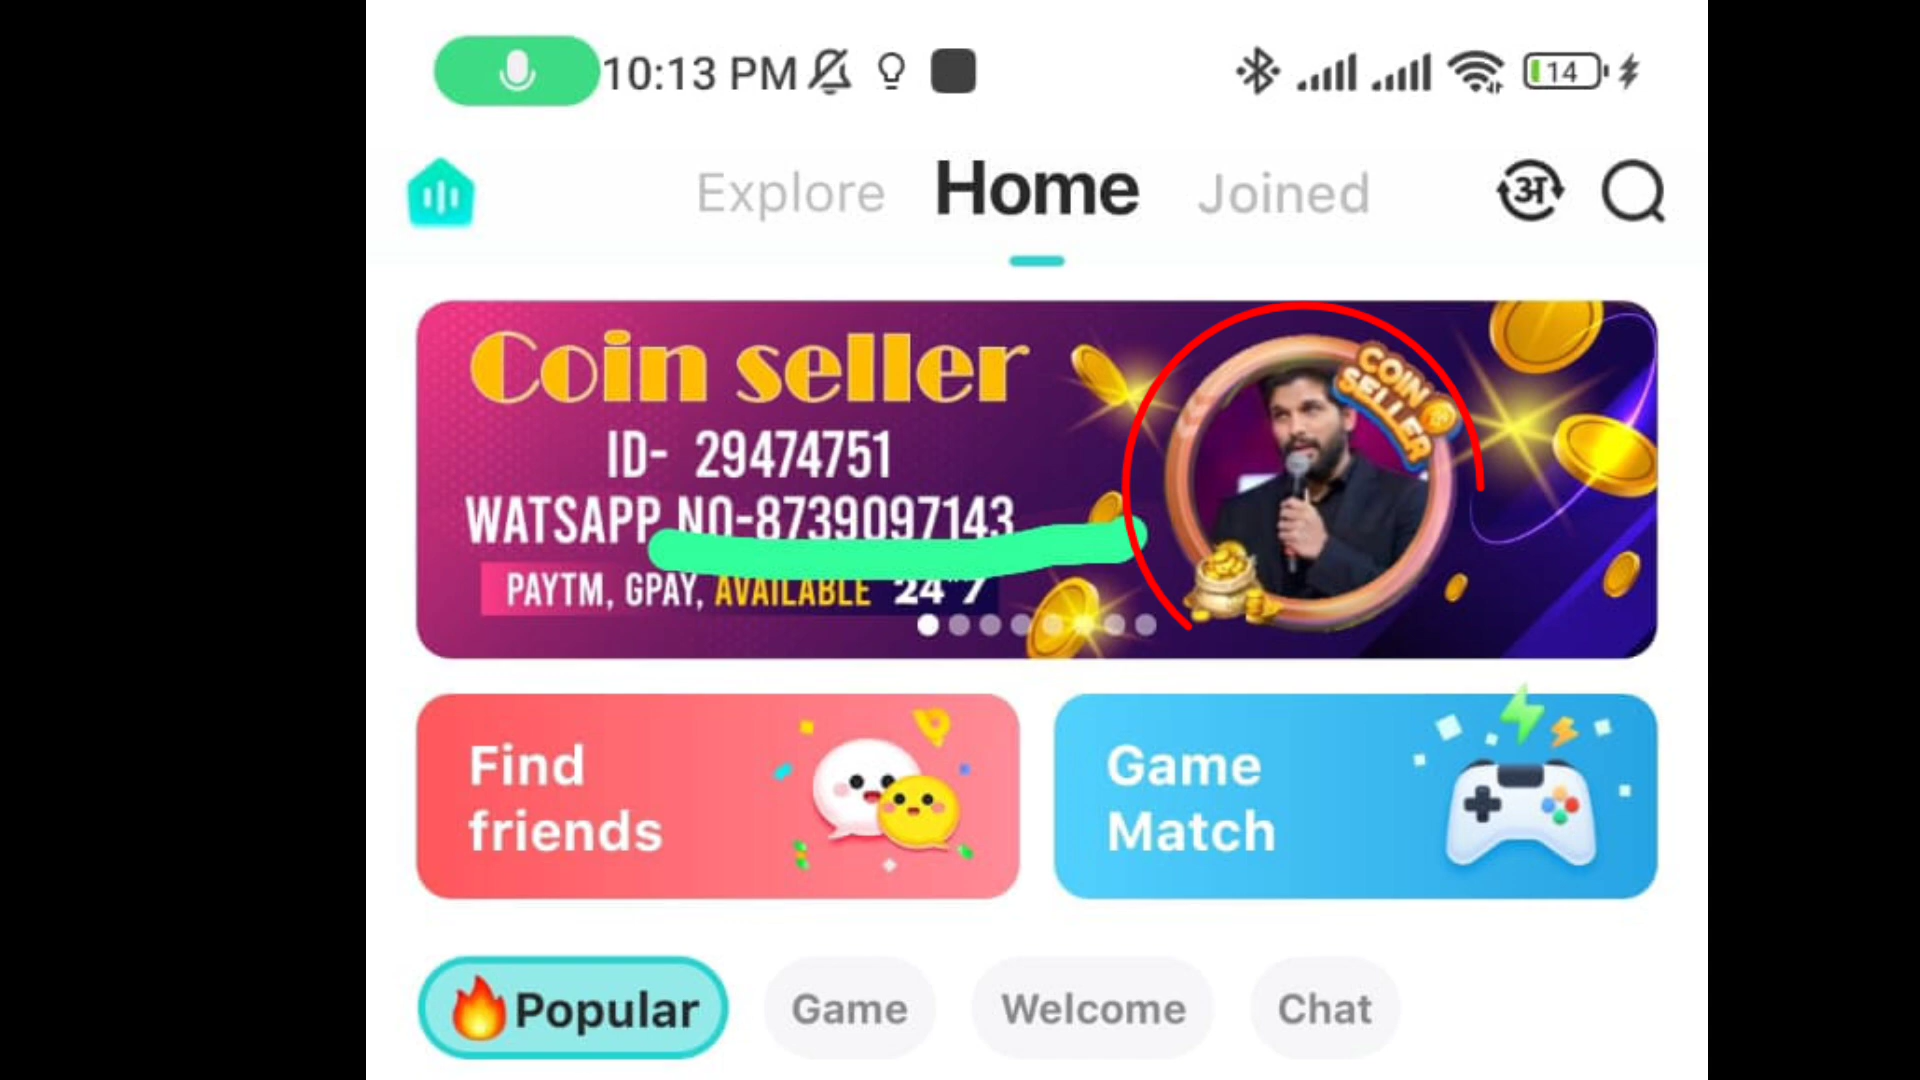 10:13 PM
14
Explore Home Joined
अ
Coin seller
ID- 29474751
WATSAPP NO-8739097143
PAYTM, GPAY, AVAILABLE 24*7
COIN
SELLER
Find
friends
Game
Match
Popular Game Welcome Chat